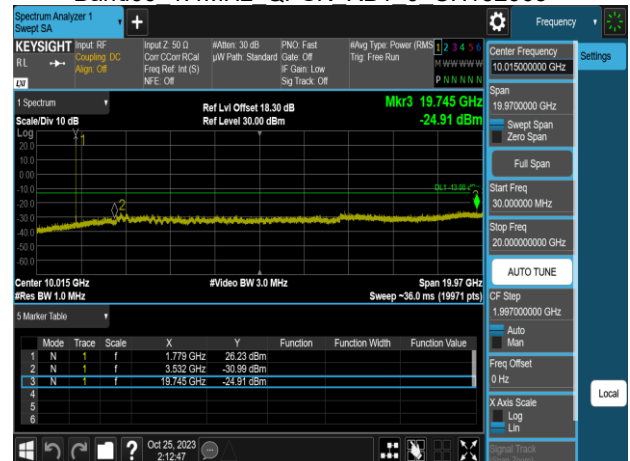 Spectrum Analyzer 1
Swept SA
Frequency
KEYSIGHT
RL
LXI
Input: RF
Coupling: DC
Align: Off
Input Z: 50 Ω
Corr CCorr RCal
Freq Ref: Int (S)
NFE: Off
#Atten: 30 dB
µW Path: Standard
PNO: Fast
Gate: Off
IF Gain: Low
Sig Track: Off
#Avg Type: Power (RMS
Trig: Free Run
1 2 3 4 5 6
M W W W W W
P N N N N N
Center Frequency
10.015000000 GHz
Settings
1 Spectrum
Scale/Div 10 dB
Ref Lvl Offset 18.30 dB
Ref Level 30.00 dBm
Mkr3 19.745 GHz
-24.91 dBm
Log
20.0
10.0
0.00
-10.0
-20.0
-30.0
-40.0
-50.0
-60.0
1
2
3
Center 10.015 GHz
#Res BW 1.0 MHz
#Video BW 3.0 MHz
Span 19.97 GHz
Sweep ~36.0 ms (19971 pts)
Span
19.9700000 GHz
Swept Span
Zero Span
Full Span
Start Freq
30.000000 MHz
Stop Freq
20.000000000 GHz
AUTO TUNE
CF Step
1.997000000 GHz
Auto
Man
Freq Offset
0 Hz
X Axis Scale
Log
Lin
Signal Track
Local
5 Marker Table
Mode Trace Scale X Y Function Function Width Function Value
1 N 1 f 1.779 GHz 26.23 dBm
2 N 1 f 3.532 GHz -30.99 dBm
3 N 1 f 19.745 GHz -24.91 dBm
4
5
6
Oct 25, 2023
2:12:47